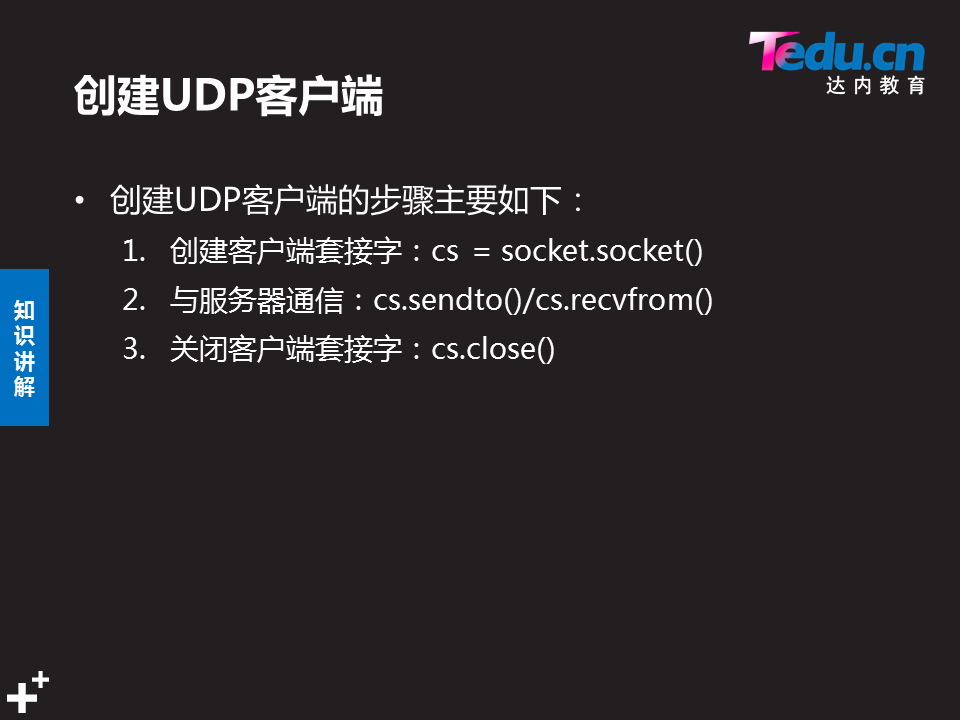 Tedu.cn
达内教育
创建UDP客户端
• 创建UDP客户端的步骤主要如下：
1. 创建客户端套接字：cs = socket.socket()
2. 与服务器通信：cs.sendto()/cs.recvfrom()
3. 关闭客户端套接字：cs.close()
知识讲解